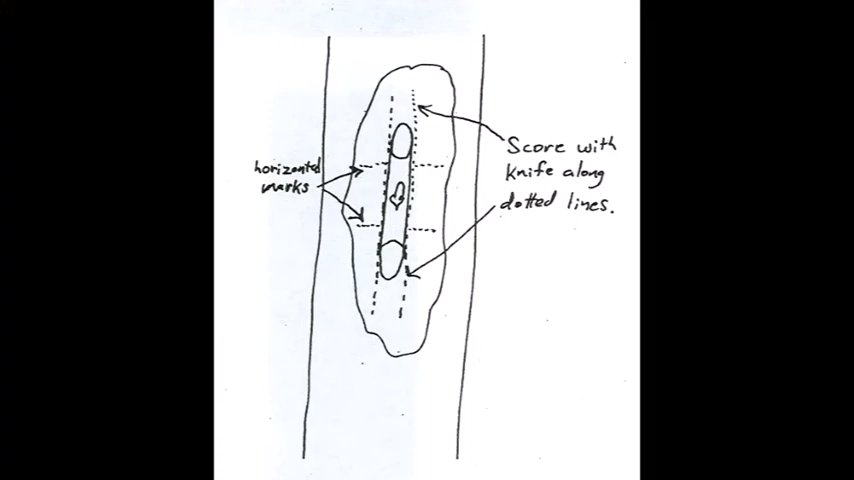 horizontal
marks
Score with
knife along
dotted lines.